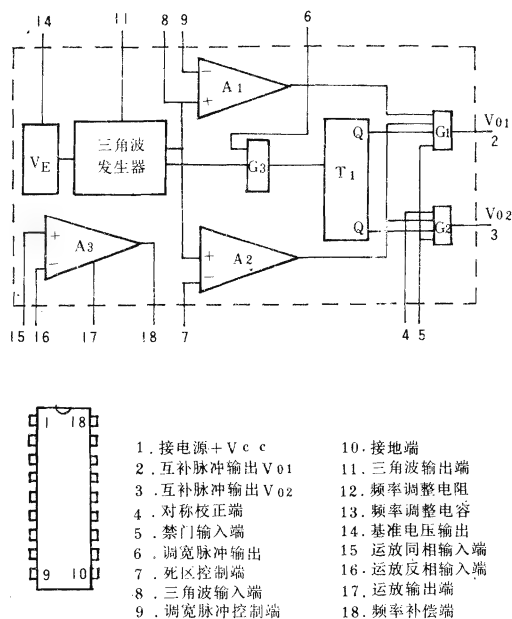 14 11 8 9 6
VE
三角波
发生器
A1
G3
T1
Q
Q
G1
V01
2
G2
V02
3
A3
A2
15 16 17 18 7 4 5
1 18
9 10
1.接电源+Vcc
2.互补脉冲输出V01
3.互补脉冲输出V02
4.对称校正端
5.禁门输入端
6.调宽脉冲输出
7.死区控制端
8.三角波输入端
9.调宽脉冲控制端
10.接地端
11.三角波输出端
12.频率调整电阻
13.频率调整电容
14.基准电压输出
15 运放同相输入端
16.运放反相输入端
17.运放输出端
18.频率补偿端